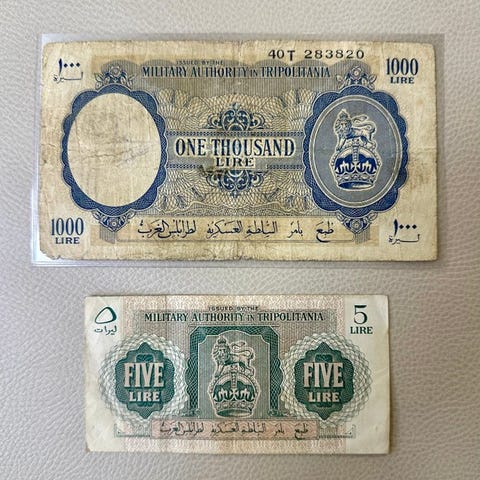 40T 283820
ISSUED BY THE
MILITARY AUTHORITY IN TRIPOLITANIA
١٠٠٠ ليرة
1000 LIRE
ONE THOUSAND
LIRE
1000 LIRE
طبع بامر السلطة العسكرية لطرابلس الغرب
١٠٠٠ ليرة
ISSUED BY THE
MILITARY AUTHORITY IN TRIPOLITANIA
٥ ليرات
5 LIRE
FIVE LIRE
FIVE LIRE
طبع بامر السلطة العسكرية لطرابلس الغرب